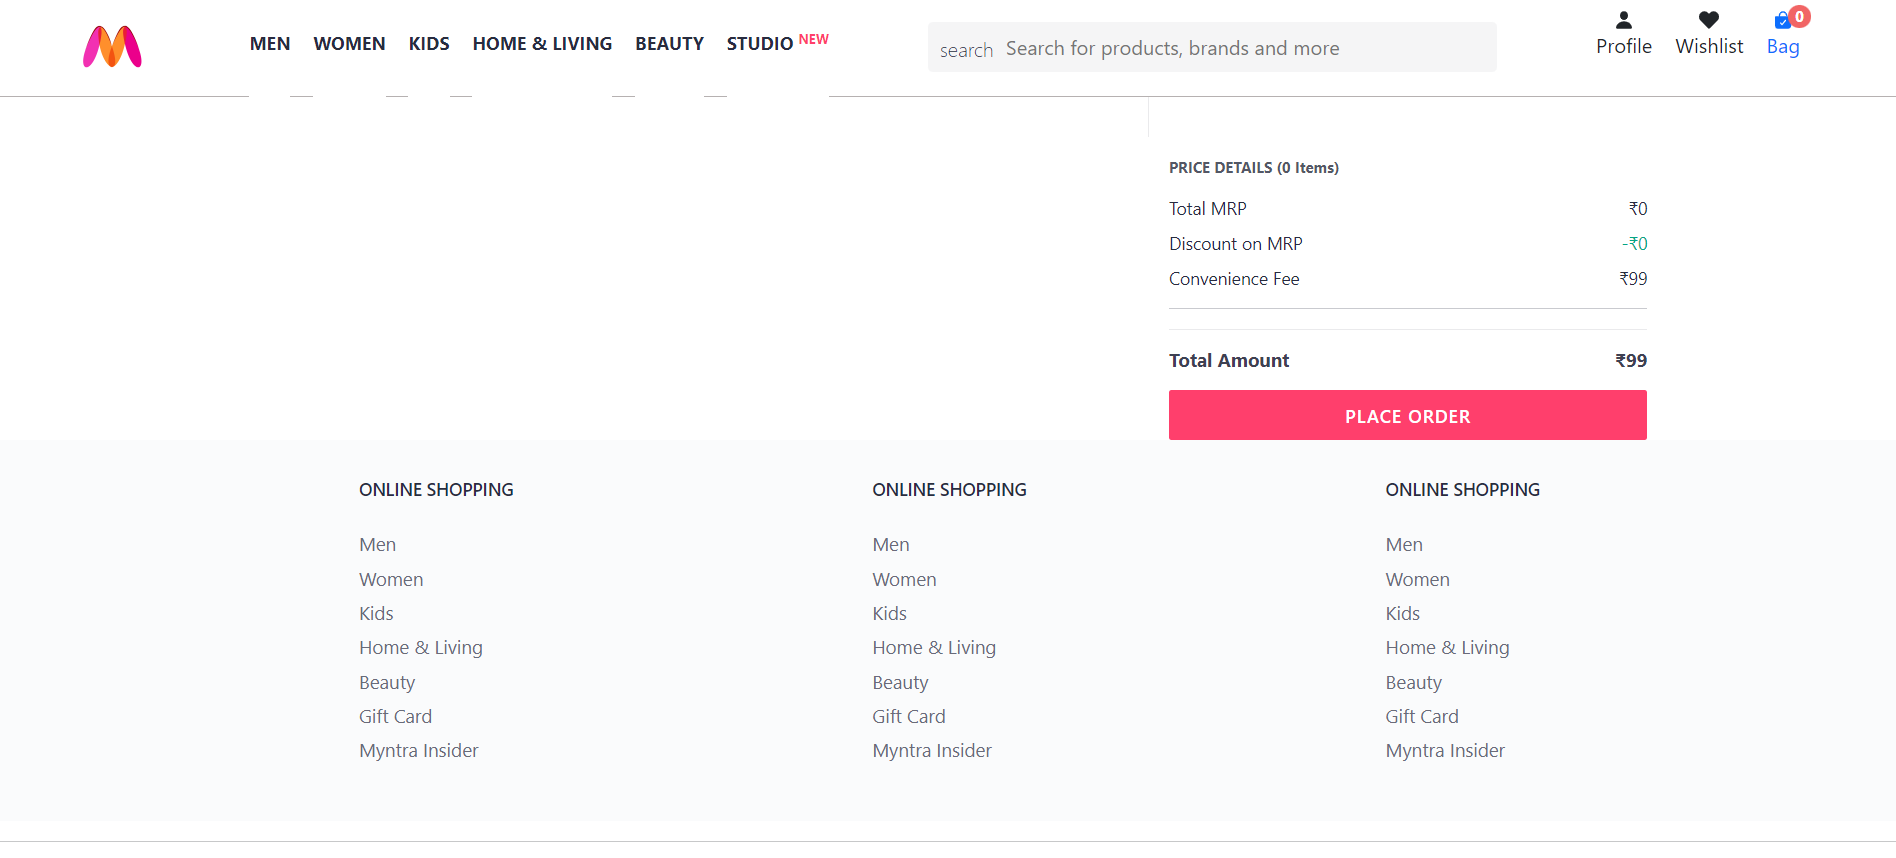 MEN WOMEN KIDS HOME & LIVING BEAUTY STUDIO NEW
search Search for products, brands and more
Profile Wishlist Bag 0
PRICE DETAILS (0 Items)
Total MRP ₹0
Discount on MRP -₹0
Convenience Fee ₹99
Total Amount ₹99
PLACE ORDER
ONLINE SHOPPING ONLINE SHOPPING ONLINE SHOPPING
Men Men Men
Women Women Women
Kids Kids Kids
Home & Living Home & Living Home & Living
Beauty Beauty Beauty
Gift Card Gift Card Gift Card
Myntra Insider Myntra Insider Myntra Insider